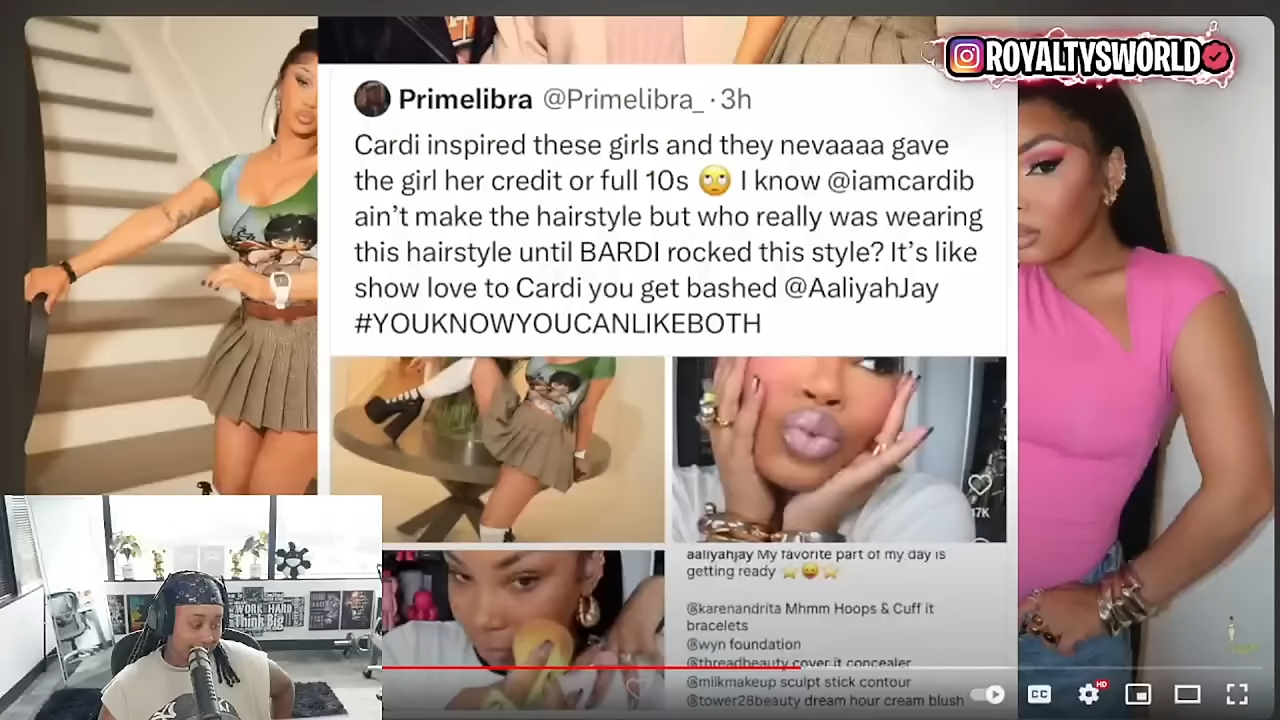 ROYALTYSWORLD
Primelibra @Primelibra_ · 3h
Cardi inspired these girls and they nevaaaa gave
the girl her credit or full 10s 🙄 I know @iamcardib
ain’t make the hairstyle but who really was wearing
this hairstyle until BARDI rocked this style? It’s like
show love to Cardi you get bashed @AaliyahJay
#YOUKNOWYOUCANLIKEBOTH
17K
aaliyahjay My favorite part of my day is
getting ready ⭐😄⭐
@karenandrita Mhmm Hoops & Cuff it
bracelets
@wyn foundation
@threadbeauty cover it concealer
@milkmakeup sculpt stick contour
@tower28beauty dream hour cream blush
WORK HARD
Think Big
CC
HD